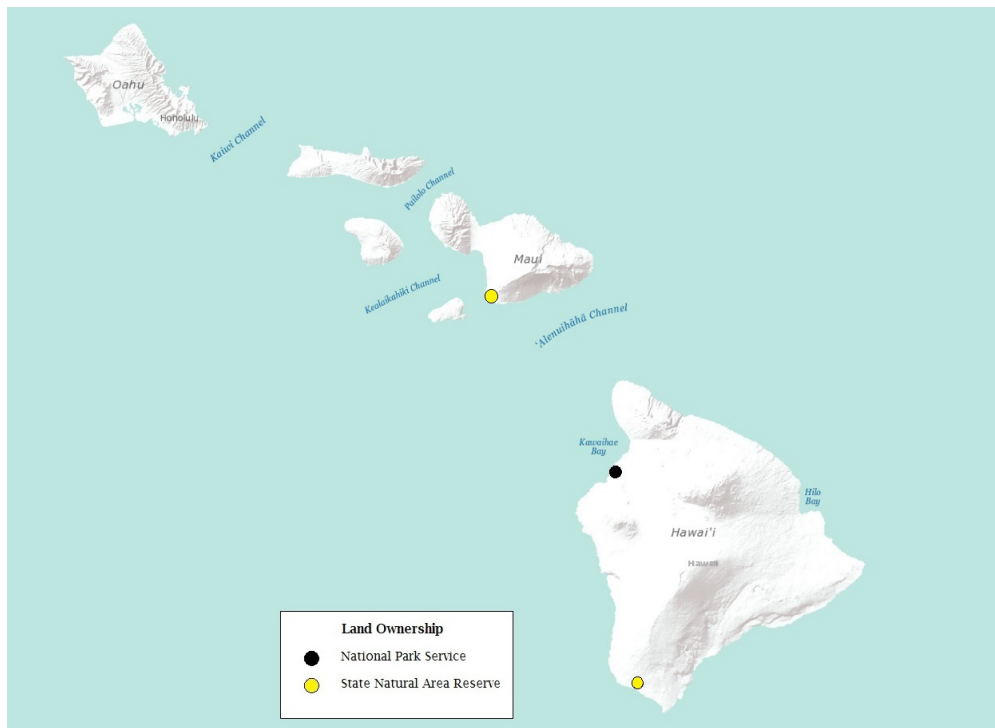 Oahu
Honolulu
Kaiwi Channel
Pailolo Channel
Maui
Kealaikahiki Channel
ʻAlenuihāhā Channel
Kawaihae
Bay
Hilo
Bay
Hawaiʻi
Hawaii
Land Ownership
National Park Service
State Natural Area Reserve